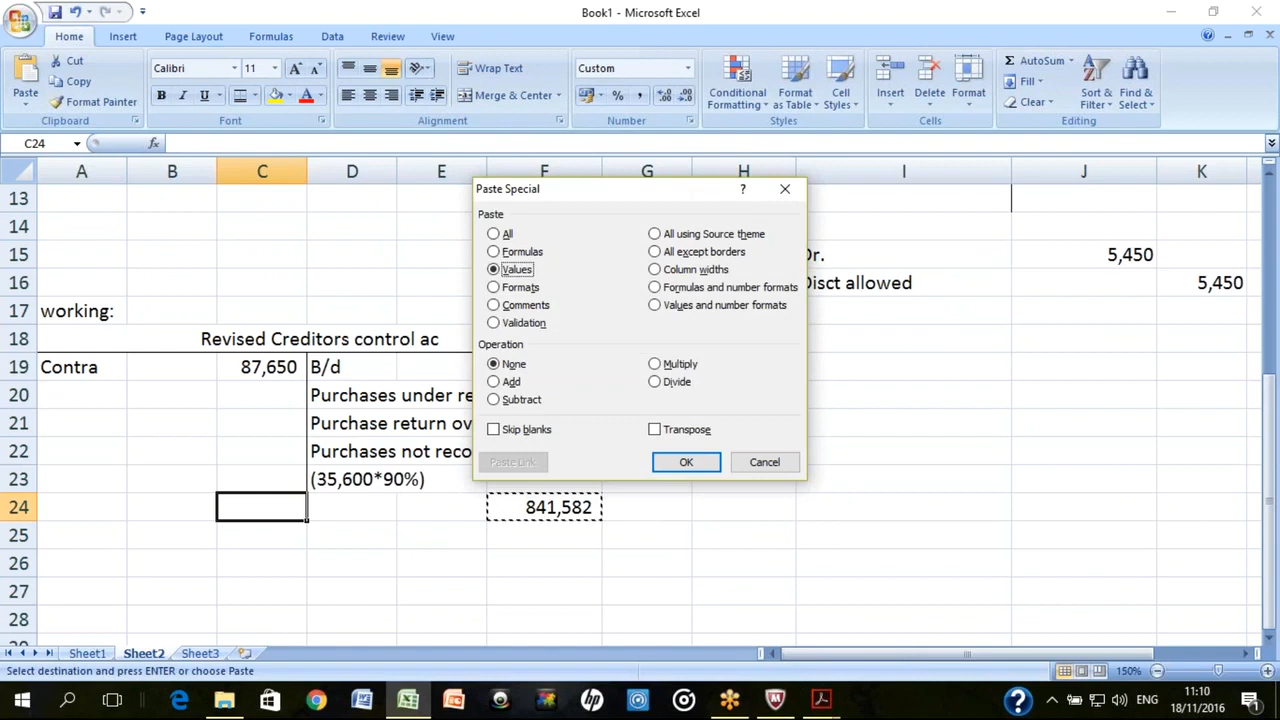 Book1 - Microsoft Excel
Home Insert Page Layout Formulas Data Review View
Paste
Cut
Copy
Format Painter
Clipboard
Calibri 11
B I U
Font
Wrap Text
Merge & Center
Alignment
Custom
% ,
Number
Conditional Formatting
Format as Table
Cell Styles
Styles
Insert Delete Format
Cells
Σ AutoSum
Fill
Clear
Sort & Filter
Find & Select
Editing
C24 fx
A B C D E F G H I J K
13
14
15 Dr. 5,450
16 Disct allowed 5,450
17 working:
18 Revised Creditors control ac
19 Contra 87,650 B/d
20 Purchases under re
21 Purchase return ov
22 Purchases not reco
23 (35,600*90%)
24 841,582
25
26
27
28
Paste Special ?
Paste
All All using Source theme
Formulas All except borders
Values Column widths
Formats Formulas and number formats
Comments Values and number formats
Validation
Operation
None Multiply
Add Divide
Subtract
Skip blanks Transpose
Paste Link OK Cancel
Sheet1 Sheet2 Sheet3
Select destination and press ENTER or choose Paste 150%
ENG 11:10
18/11/2016